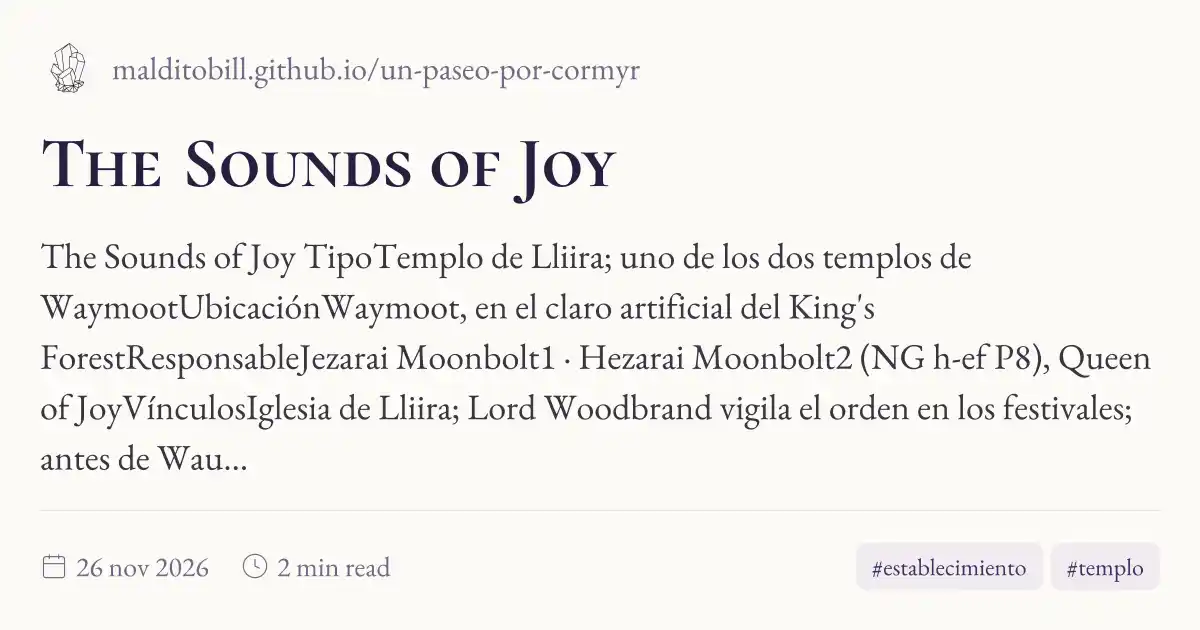 malditobill.github.io/un-paseo-por-cormyr
The Sounds of Joy
The Sounds of Joy TipoTemplo de Lliira; uno de los dos templos de
WaymootUbicaciónWaymoot, en el claro artificial del King's
ForestResponsableJezarai Moonbolt1 · Hezarai Moonbolt2 (NG h-ef P8), Queen
of JoyVínculosIglesia de Lliira; Lord Woodbrand vigila el orden en los festivales;
antes de Wau...
26 nov 2026 2 min read #establecimiento #templo